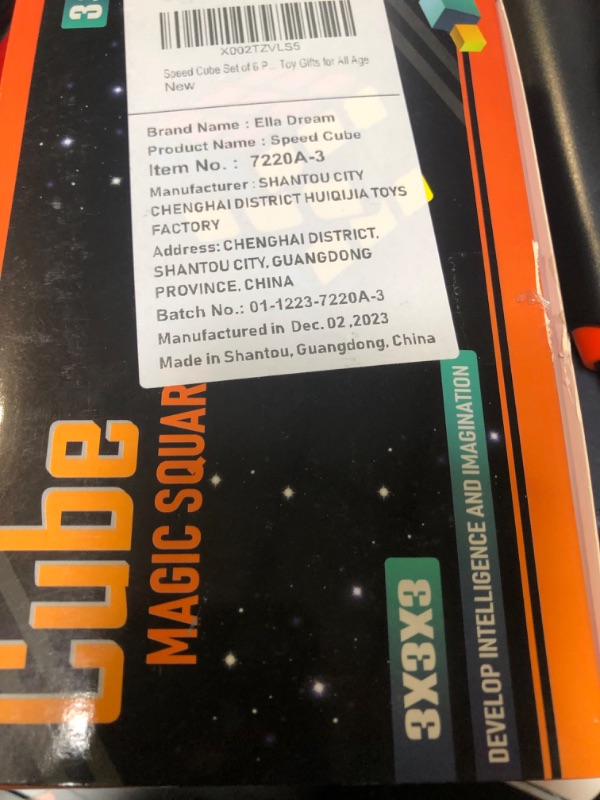 X002TZVLS5
Speed Cube Set of 6 P... Toy Gifts for All Age
New
Brand Name : Ella Dream
Product Name : Speed Cube
Item No. : 7220A-3
Manufacturer : SHANTOU CITY
CHENGHAI DISTRICT HUIQIJIA TOYS
FACTORY
Address: CHENGHAI DISTRICT,
SHANTOU CITY, GUANGDONG
PROVINCE, CHINA
Batch No.: 01-1223-7220A-3
Manufactured in Dec. 02 ,2023
Made in Shantou, Guangdong, China
Cube
MAGIC SQUAR
3X3X3
DEVELOP INTELLIGENCE AND IMAGINATION